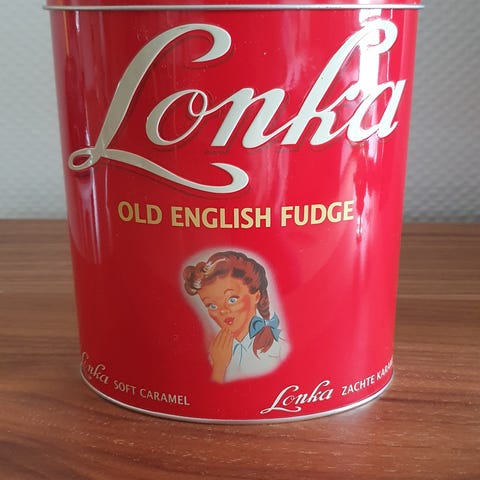 Lonka
OLD ENGLISH FUDGE
Lonka SOFT CARAMEL
Lonka ZACHTE